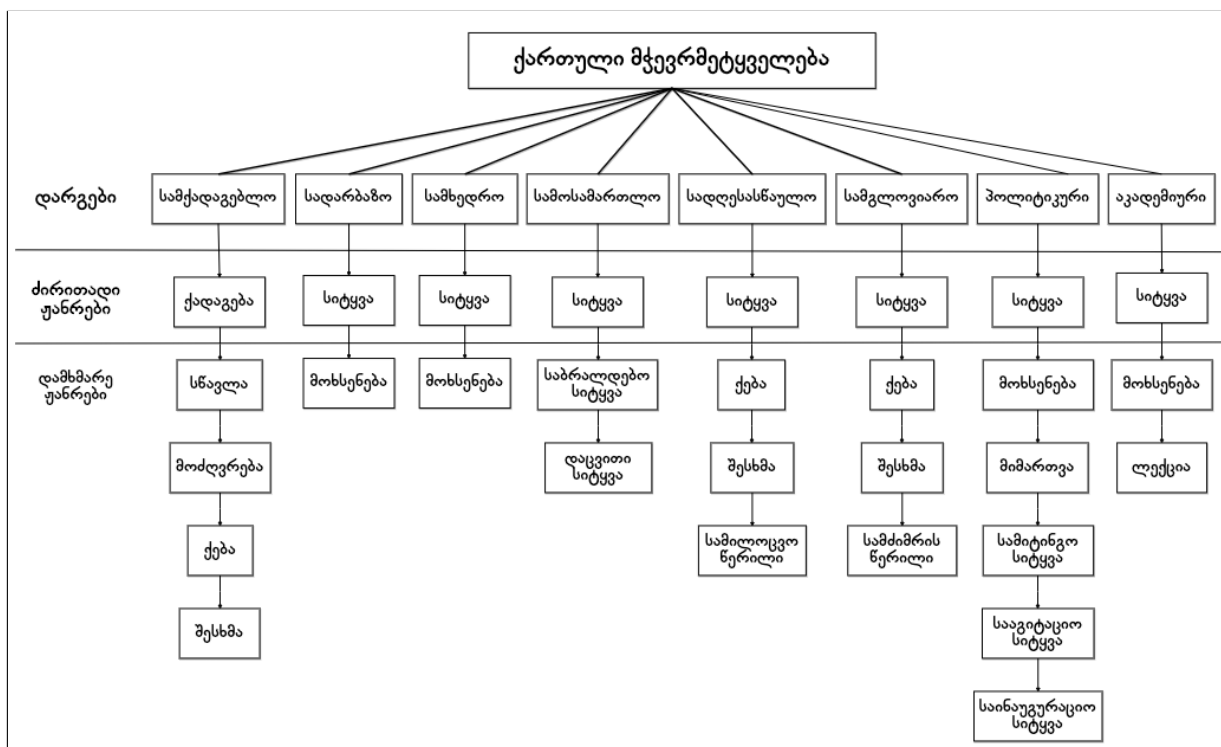 ქართული მჭევრმეტყველება
დარგები
სამქადაგებლო
სადარბაზო
სამხედრო
სამოსამართლო
სადღესასწაულო
სამგლოვიარო
პოლიტიკური
აკადემიური
ძირითადი
ჟანრები
ქადაგება
სიტყვა
სიტყვა
სიტყვა
სიტყვა
სიტყვა
სიტყვა
სიტყვა
დამხმარე
ჟანრები
სწავლა
მოხსენება
მოხსენება
საბრალდებო
სიტყვა
ქება
ქება
მოხსენება
მოხსენება
მოძღვრება
დაცვითი
სიტყვა
შესხმა
შესხმა
მიმართვა
ლექცია
ქება
სამილოცვო
წერილი
სამძიმრის
წერილი
სამიტინგო
სიტყვა
შესხმა
სააგიტაციო
სიტყვა
საინაუგურაციო
სიტყვა